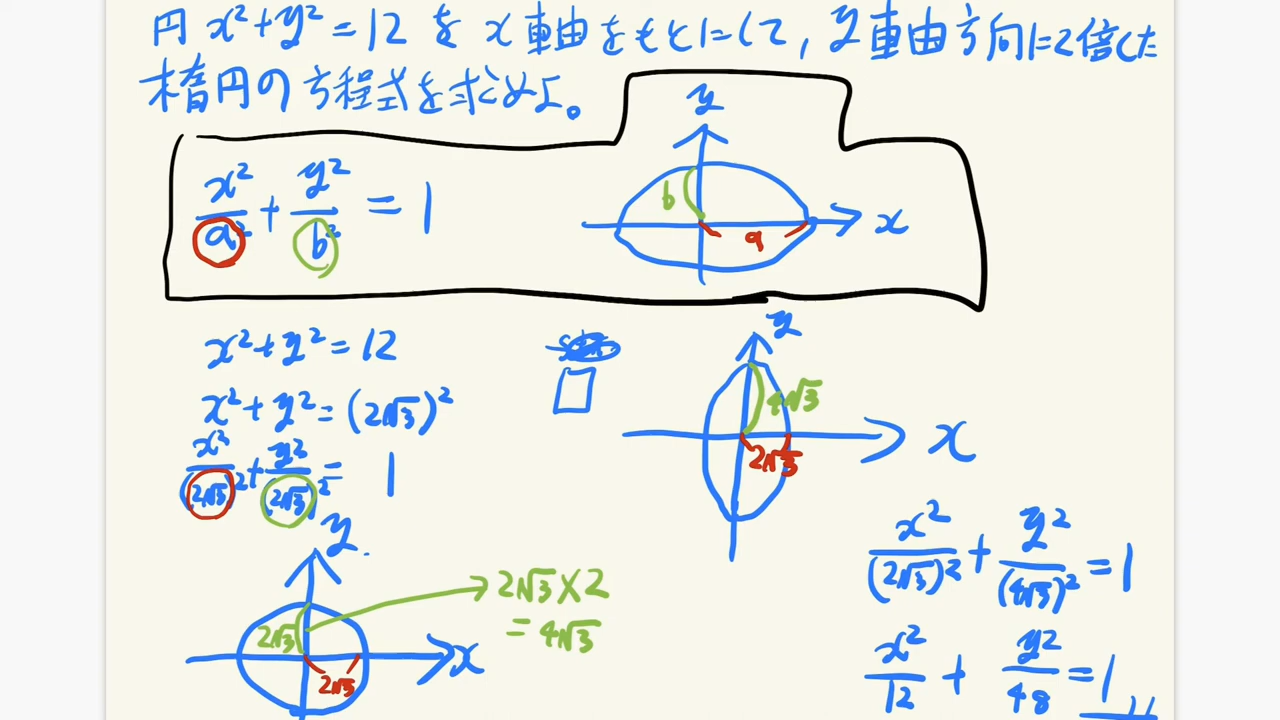 円 x²+y²=12 を x軸をもとにして, y軸方向に2倍した
楕円の方程式を求めよ。
x²/a² + y²/b² = 1
y
b
a
x
x²+y²=12
x²+y²=(2√3)²
x²/(2√3)² + y²/(2√3)² = 1
y
4√3
2√3
x
y
2√3
2√3
x
2√3×2
=4√3
x²/(2√3)² + y²/(4√3)² = 1
x²/12 + y²/48 = 1